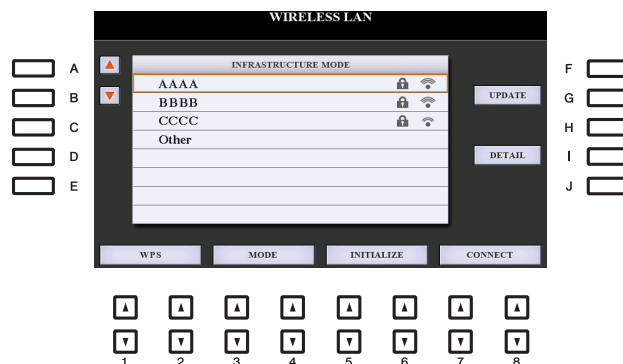 WIRELESS LAN
INFRASTRUCTURE MODE
AAAA
BBBB
CCCC
Other
UPDATE
DETAIL
WPS MODE INITIALIZE CONNECT
A
B
C
D
E
F
G
H
I
J
1 2 3 4 5 6 7 8